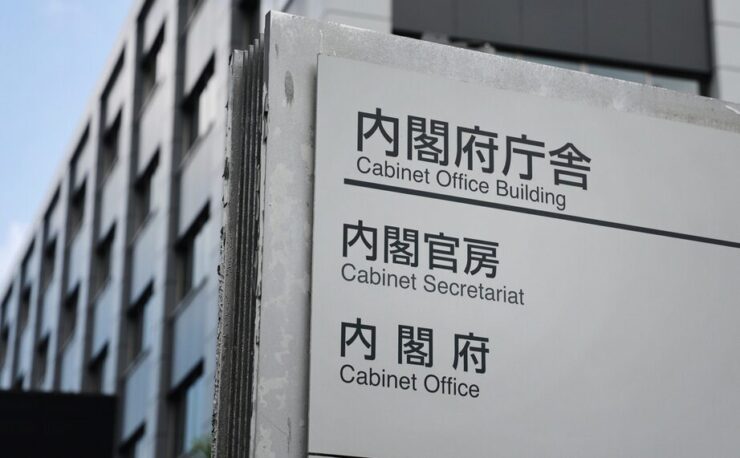 内閣府庁舎
Cabinet Office Building
内閣官房
Cabinet Secretariat
内閣府
Cabinet Office